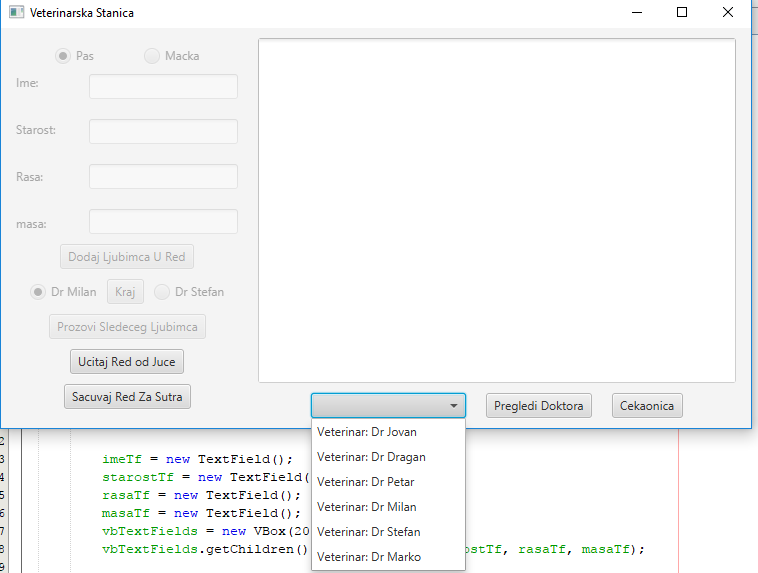 Veterinarska Stanica
Pas Macka
Ime:
Starost:
Rasa:
masa:
Dodaj Ljubimca U Red
Dr Milan Kraj Dr Stefan
Prozovi Sledeceg Ljubimca
Ucitaj Red od Juce
Sacuvaj Red Za Sutra
Pregledi Doktora Cekaonica
Veterinar: Dr Jovan
Veterinar: Dr Dragan
Veterinar: Dr Petar
Veterinar: Dr Milan
Veterinar: Dr Stefan
Veterinar: Dr Marko
2
3 imeTf = new TextField();
4 starostTf = new TextField(
5 rasaTf = new TextField();
6 masaTf = new TextField();
7 vbTextFields = new VBox(20
8 vbTextFields.getChildren() ostTf, rasaTf, masaTf);
9